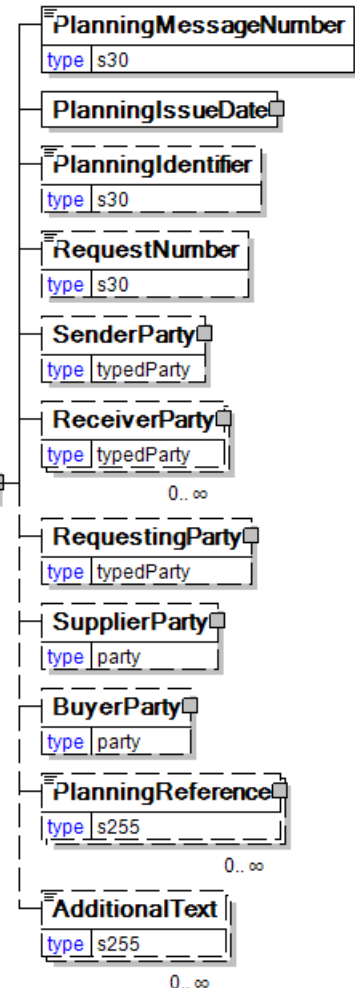 PlanningMessageNumber
type s30
PlanningIssueDate
PlanningIdentifier
type s30
RequestNumber
type s30
SenderParty
type typedParty
ReceiverParty
type typedParty
0.. ∞
RequestingParty
type typedParty
SupplierParty
type party
BuyerParty
type party
PlanningReference
type s255
0.. ∞
AdditionalText
type s255
0.. ∞